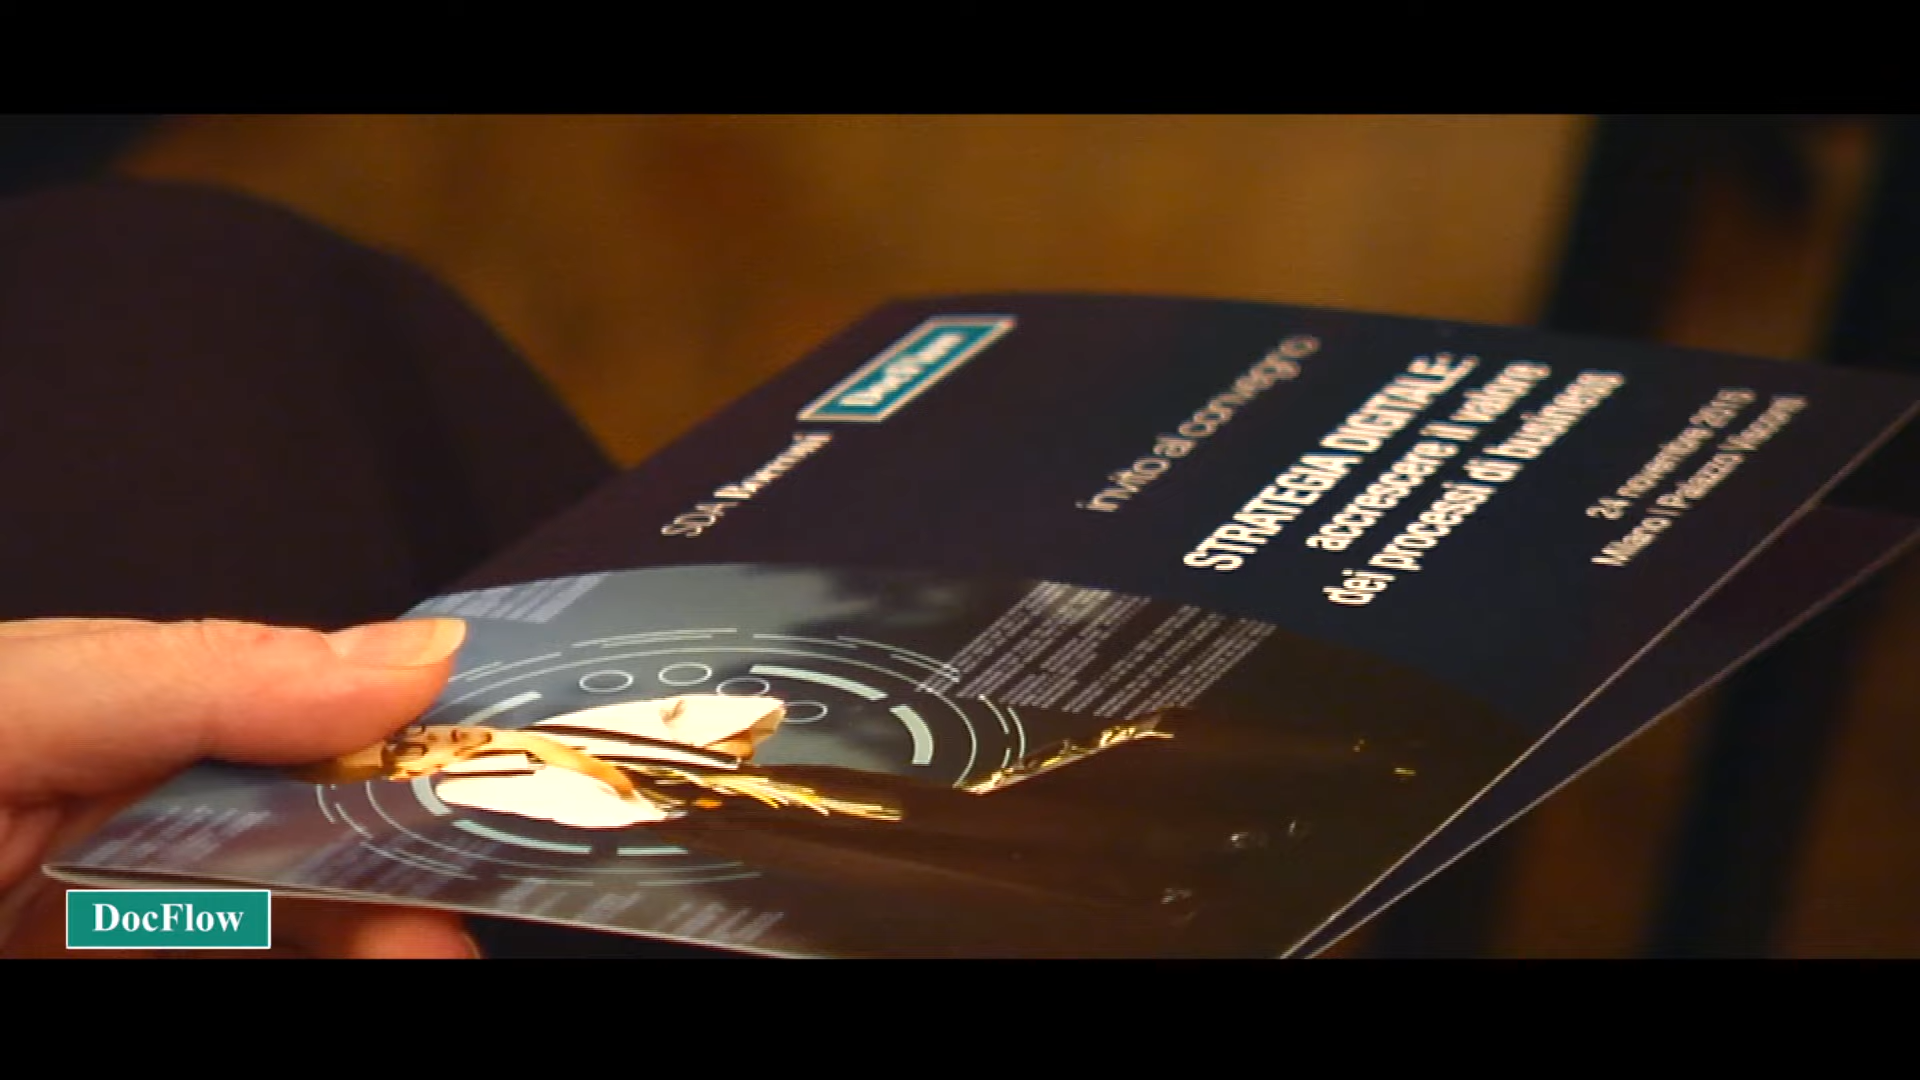 DocFlow
SDA Bocconi
invito al convegno
STRATEGIA DIGITALE:
accrescere il valore
dei processi di business
24 novembre 2015
Milano | Palazzo Visconti
DocFlow